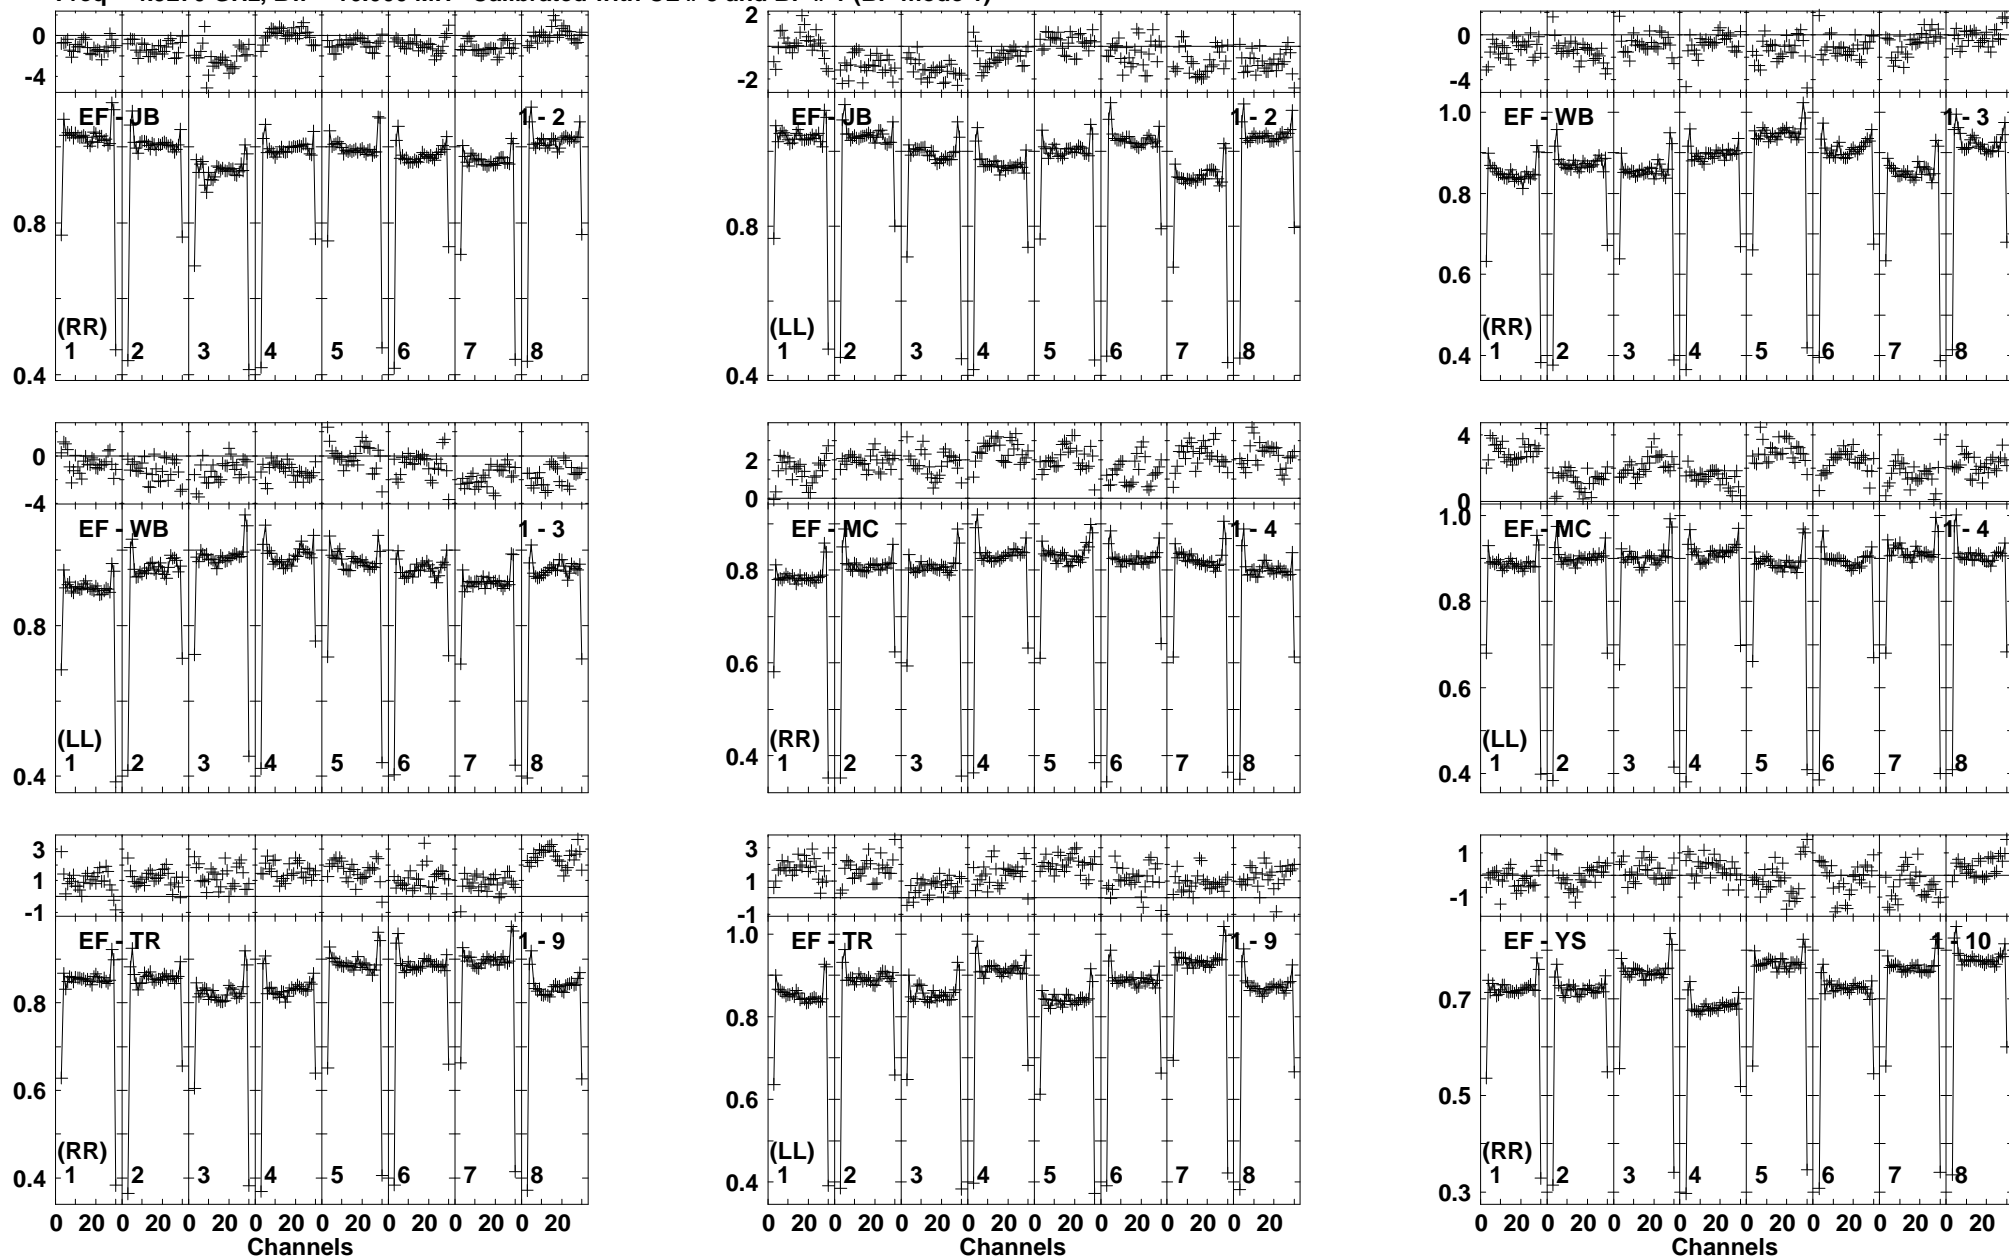 0 -4 EF - JB 1 - 2 0.8 (RR) 1 2 3 4 5 6 7 8 0.4
2 -2 EF - JB 1 - 2 0.8 (LL) 1 2 3 4 5 6 7 8 0.4
0 -4 1.0 EF - WB 1 - 3 0.8 0.6 (RR) 0.4 1 2 3 4 5 6 7 8
0 -4 EF - WB 1 - 3 0.8 (LL) 1 2 3 4 5 6 7 8 0.4
2 0 EF - MC 1 - 4 0.8 0.6 (RR) 0.4 1 2 3 4 5 6 7 8
4 2 0 1.0 EF - MC 1 - 4 0.8 0.6 (LL) 0.4 1 2 3 4 5 6 7 8
3 1 -1 EF - TR 1 - 9 0.8 0.6 (RR) 0.4 1 2 3 4 5 6 7 8
3 1 -1 1.0 EF - TR 1 - 9 0.8 0.6 (LL) 0.4 1 2 3 4 5 6 7 8
1 -1 EF - YS 1 - 10 0.7 0.5 (RR) 0.3 1 2 3 4 5 6 7 8
0 20 0 20 0 20 0 20 0 20 0 20 0 20 0 20
Channels
0 20 0 20 0 20 0 20 0 20 0 20 0 20 0 20
Channels
0 20 0 20 0 20 0 20 0 20 0 20 0 20 0 20